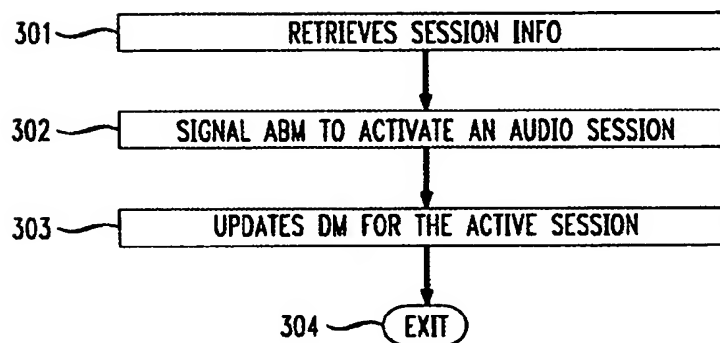 301 RETRIEVES SESSION INFO
302 SIGNAL ABM TO ACTIVATE AN AUDIO SESSION
303 UPDATES DM FOR THE ACTIVE SESSION
304 EXIT